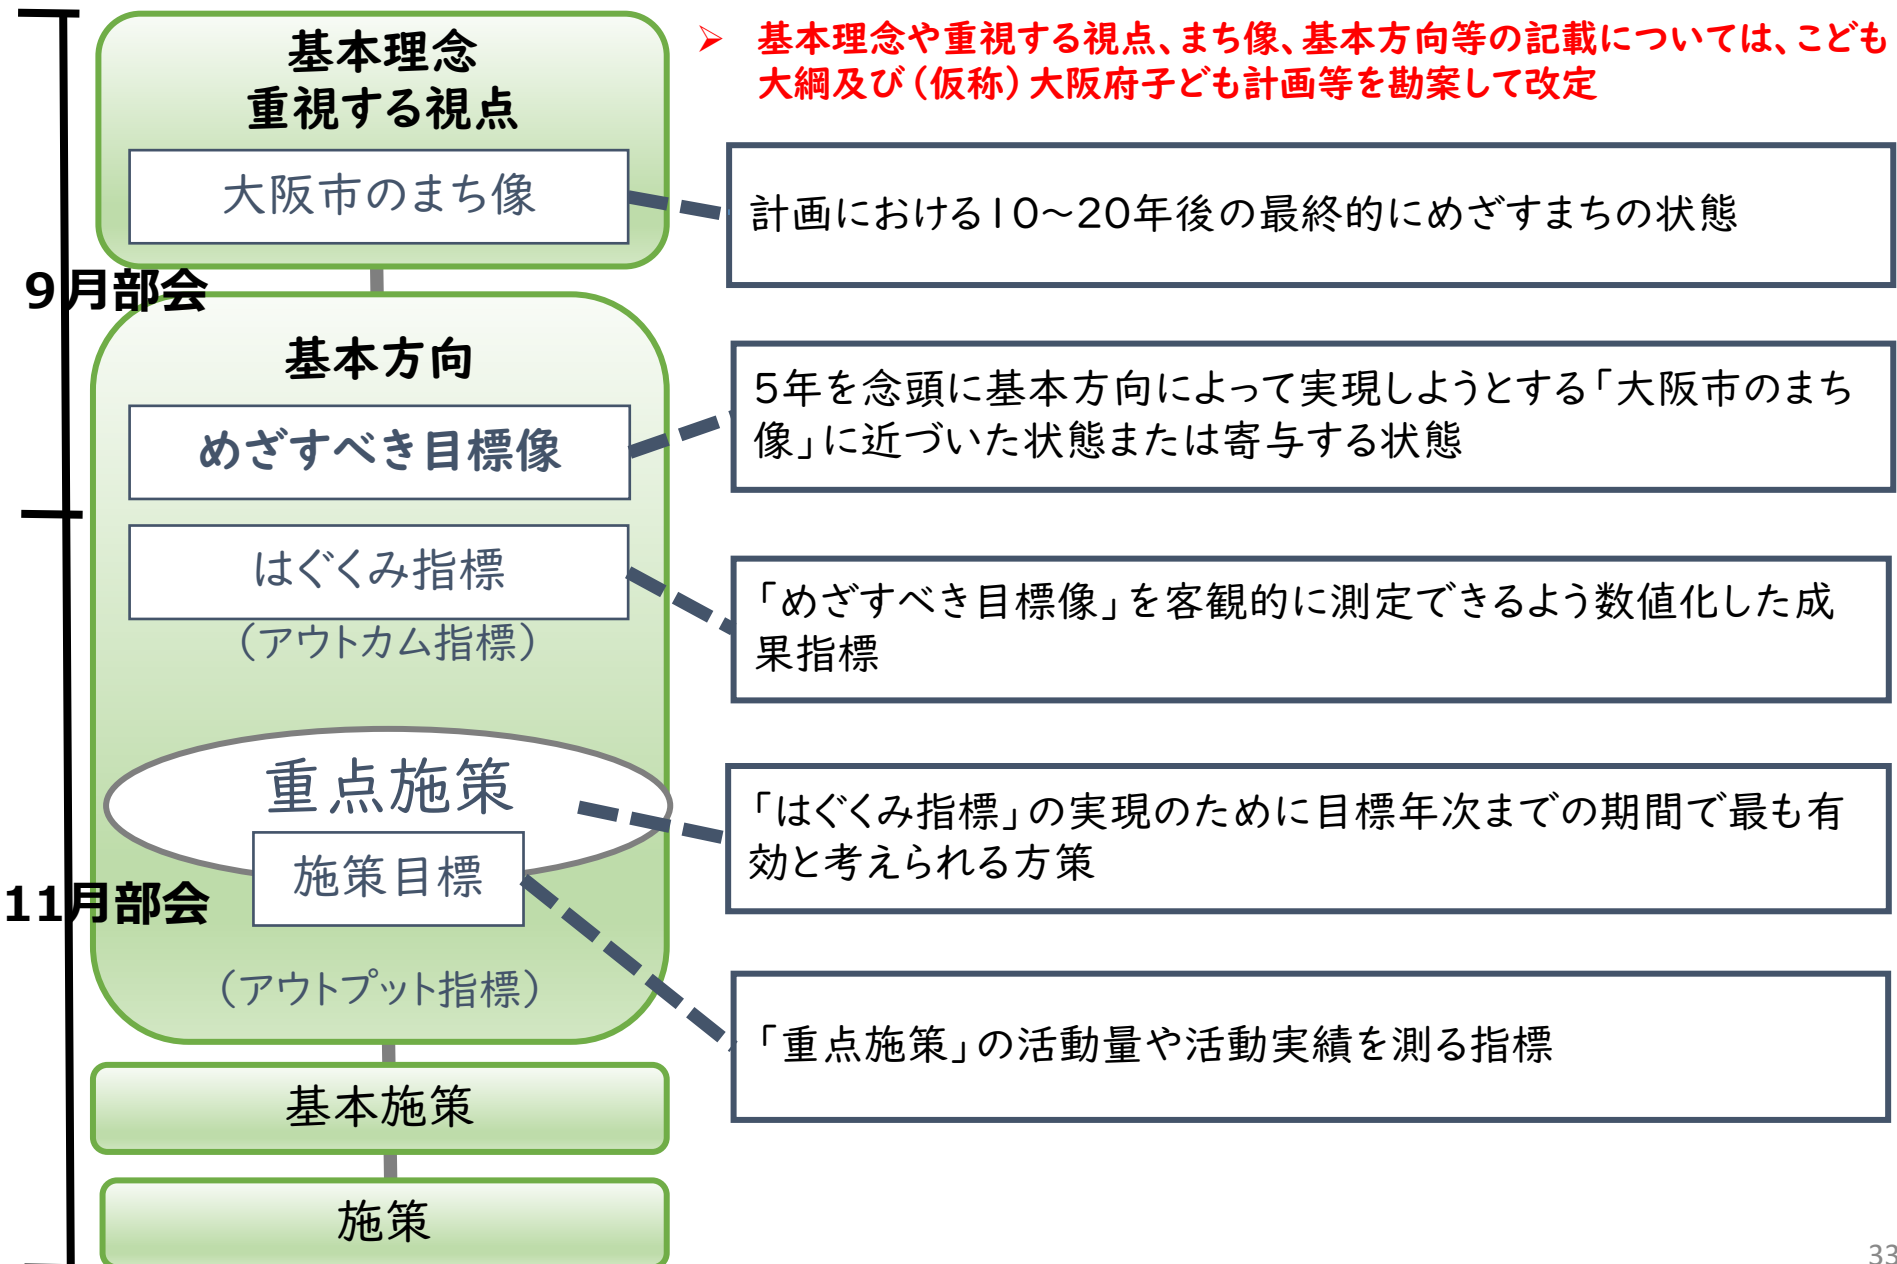 基本理念
重視する視点
大阪市のまち像
➢ 基本理念や重視する視点、まち像、基本方向等の記載については、こども
大綱及び(仮称)大阪府子ども計画等を勘案して改定
計画における10~20年後の最終的にめざすまちの状態
9月部会
基本方向
めざすべき目標像
5年を念頭に基本方向によって実現しようとする「大阪市のまち
像」に近づいた状態または寄与する状態
はぐくみ指標
(アウトカム指標)
「めざすべき目標像」を客観的に測定できるよう数値化した成
果指標
重点施策
「はぐくみ指標」の実現のために目標年次までの期間で最も有
効と考えられる方策
施策目標
11月部会
(アウトプット指標)
「重点施策」の活動量や活動実績を測る指標
基本施策
施策
33